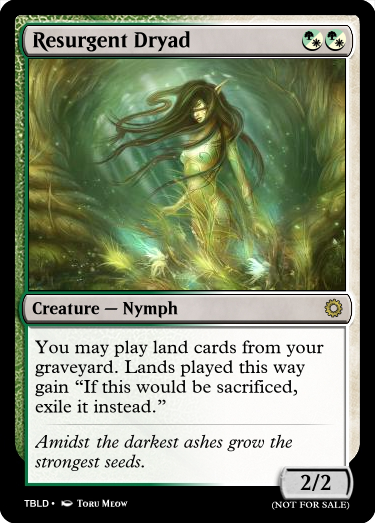 Resurgent Dryad
Creature — Nymph
You may play land cards from your
graveyard. Lands played this way
gain “If this would be sacrificed,
exile it instead.”
Amidst the darkest ashes grow the
strongest seeds.
2/2
TBLD • Toru Meow
(NOT FOR SALE)